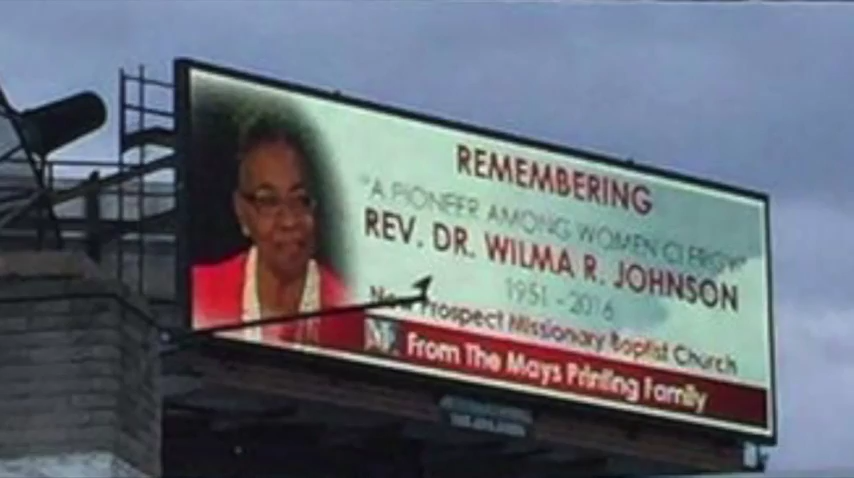 REMEMBERING
"A PIONEER AMONG WOMEN CLERGY"
REV. DR. WILMA R. JOHNSON
1951 - 2016
New Prospect Missionary Baptist Church
From The Mays Printing Family